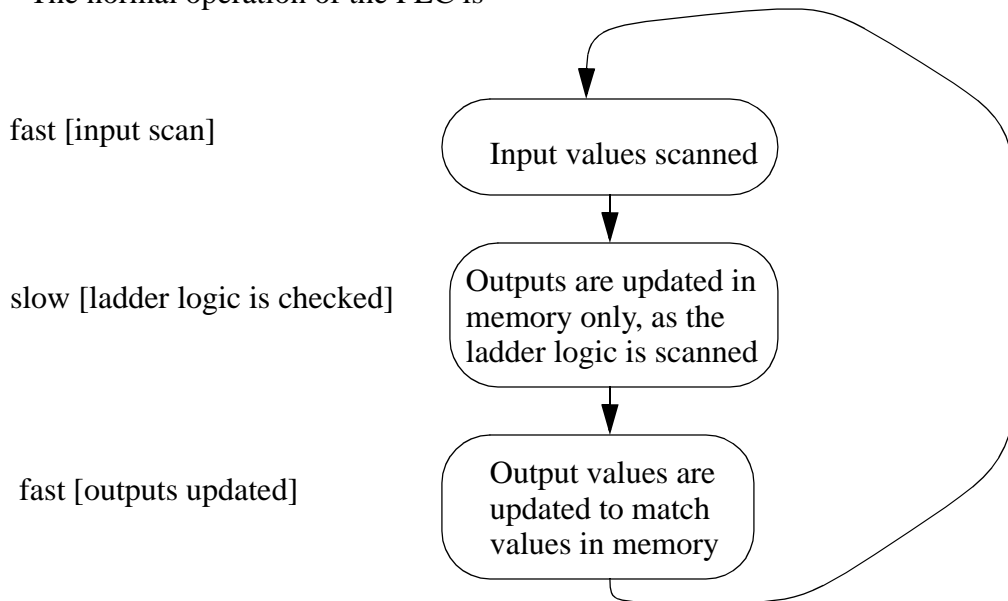 The normal operation of the PLC is
fast [input scan]
Input values scanned
slow [ladder logic is checked]
Outputs are updated in
memory only, as the
ladder logic is scanned
fast [outputs updated]
Output values are
updated to match
values in memory